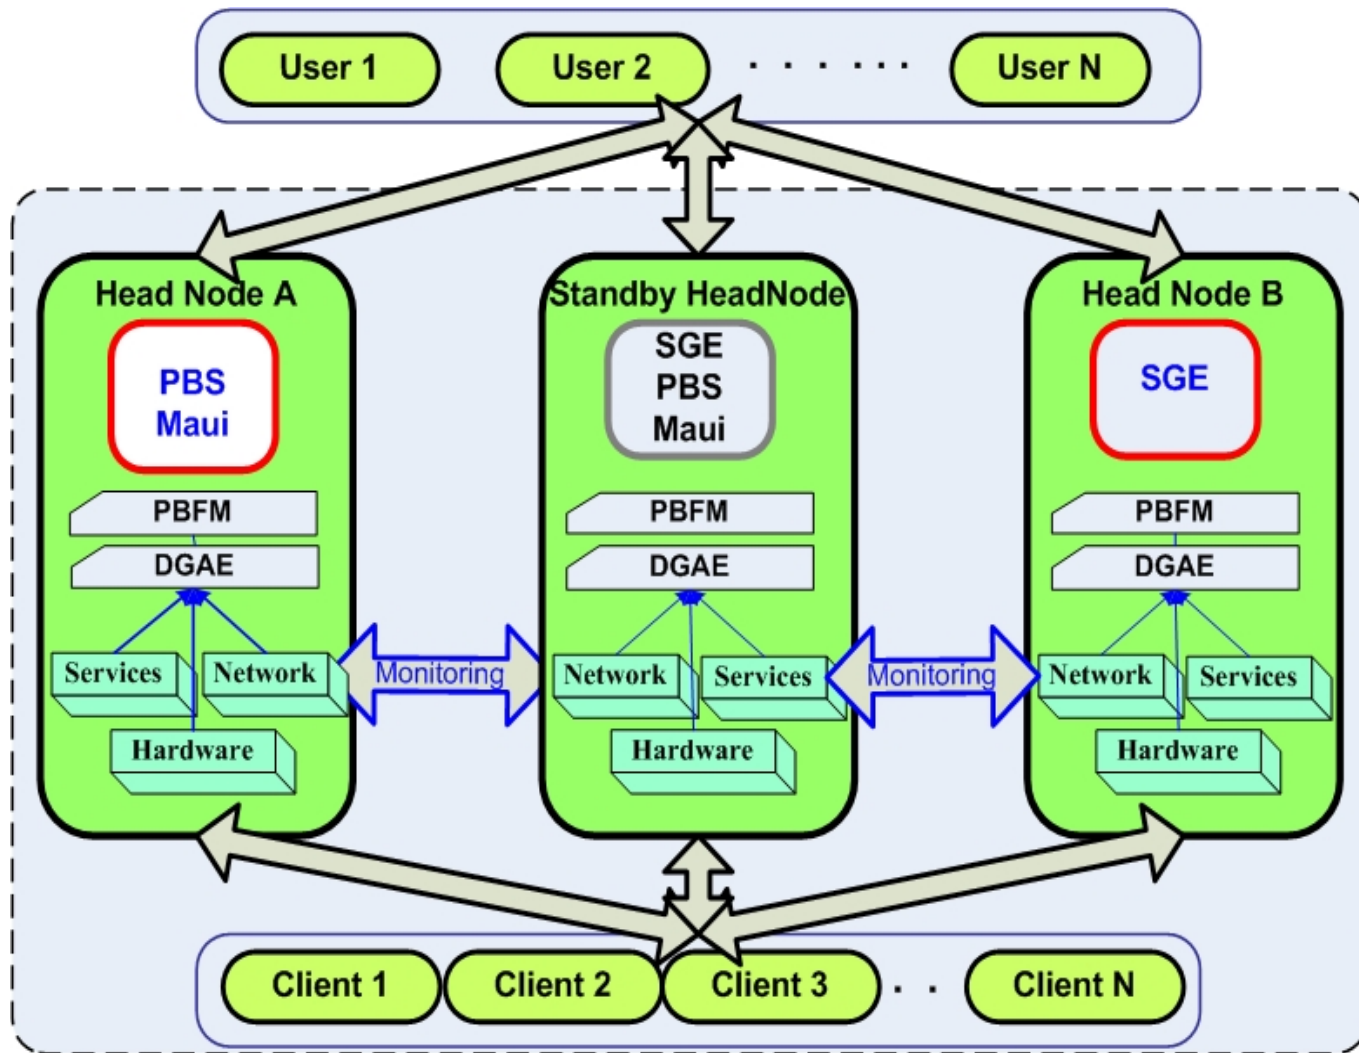 User 1
User 2
. . . . . .
User N
Head Node A
Standby HeadNode
Head Node B
PBS
Maui
SGE
PBS
Maui
SGE
PBFM
PBFM
PBFM
DGAE
DGAE
DGAE
Services
Network
Monitoring
Network
Services
Monitoring
Network
Services
Hardware
Hardware
Hardware
Client 1
Client 2
Client 3
. .
Client N